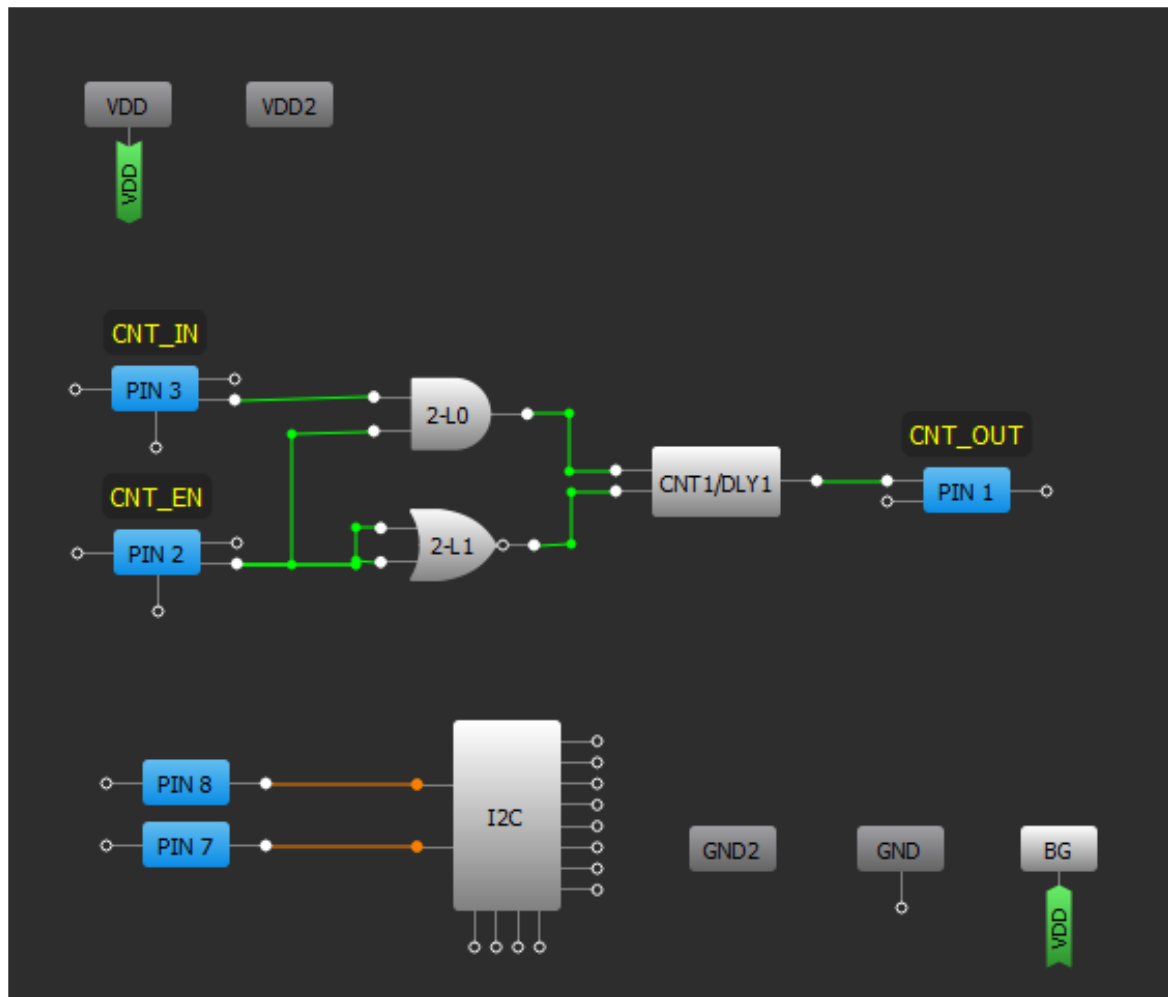 VDD
VDD2
VDD
CNT_IN
PIN 3
2-L0
CNT_OUT
CNT_EN
CNT1/DLY1
PIN 1
PIN 2
2-L1
PIN 8
I2C
PIN 7
GND2
GND
BG
VDD